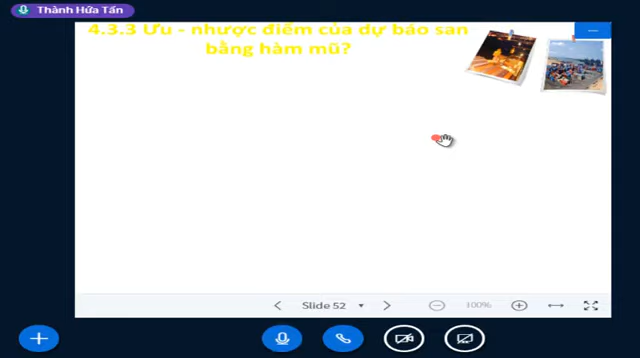 Thành Hứa Tấn
4.3.3 Ưu - nhược điểm của dự báo san
bằng hàm mũ?
Slide 52
100%